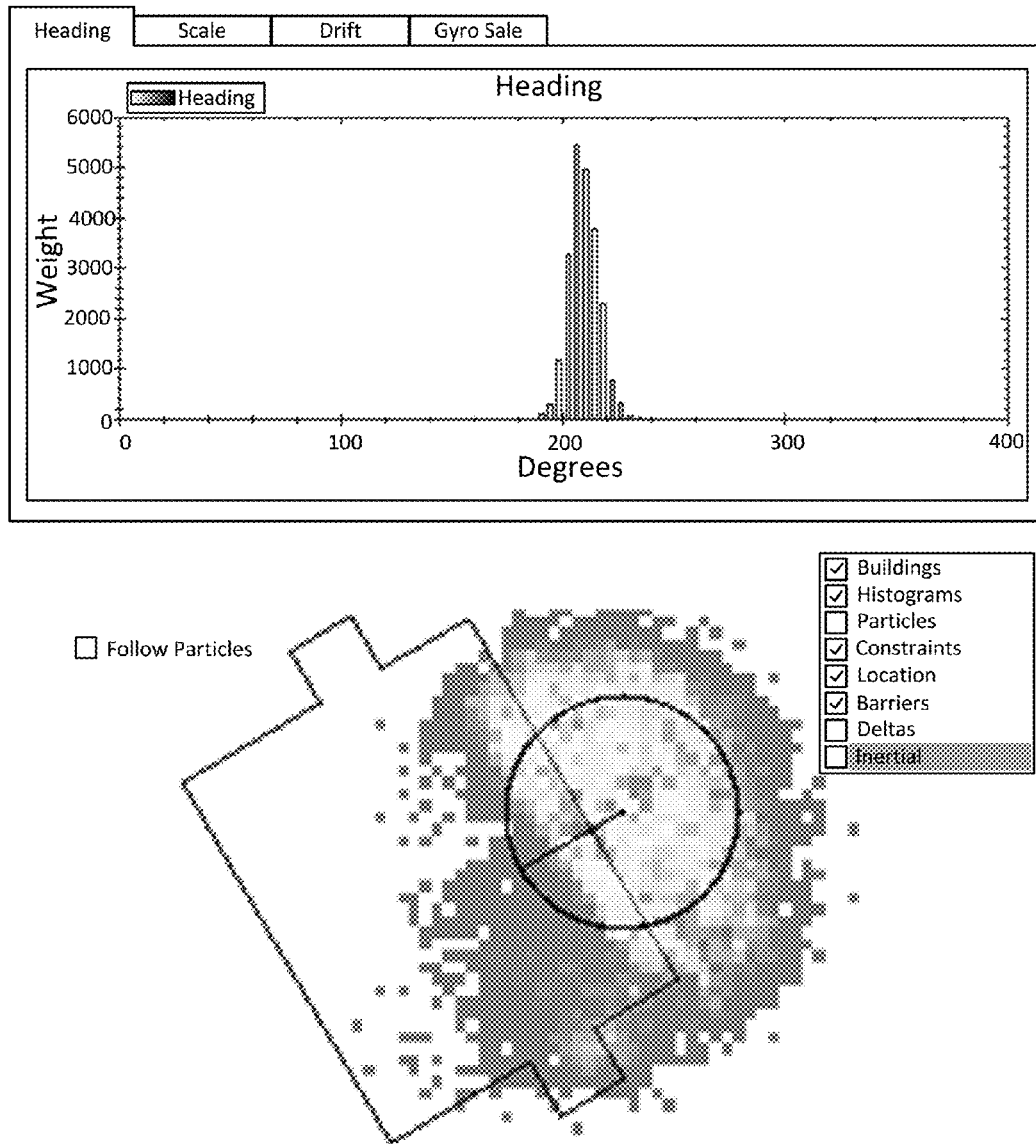 Heading Scale Drift Gyro Sale
Heading
Heading
6000
5000
4000
3000
2000
1000
0
Weight
0 100 200 300 400
Degrees
Buildings
Histograms
Particles
Constraints
Location
Barriers
Deltas
Inertial
Follow Particles